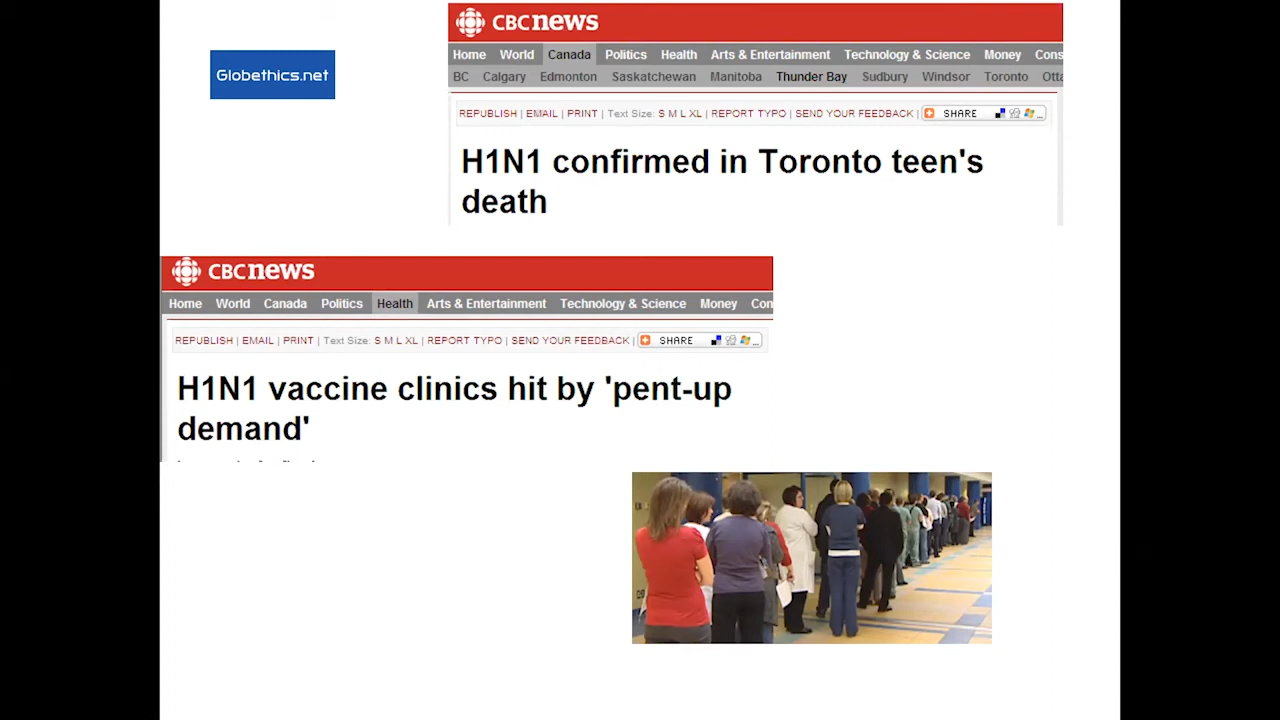 Globethics.net
CBCnews
Home World Canada Politics Health Arts & Entertainment Technology & Science Money Cons
BC Calgary Edmonton Saskatchewan Manitoba Thunder Bay Sudbury Windsor Toronto Otta
REPUBLISH | EMAIL | PRINT | Text Size: S M L XL | REPORT TYPO | SEND YOUR FEEDBACK | SHARE
H1N1 confirmed in Toronto teen's
death
CBCnews
Home World Canada Politics Health Arts & Entertainment Technology & Science Money Con
REPUBLISH | EMAIL | PRINT | Text Size: S M L XL | REPORT TYPO | SEND YOUR FEEDBACK | SHARE
H1N1 vaccine clinics hit by 'pent-up
demand'